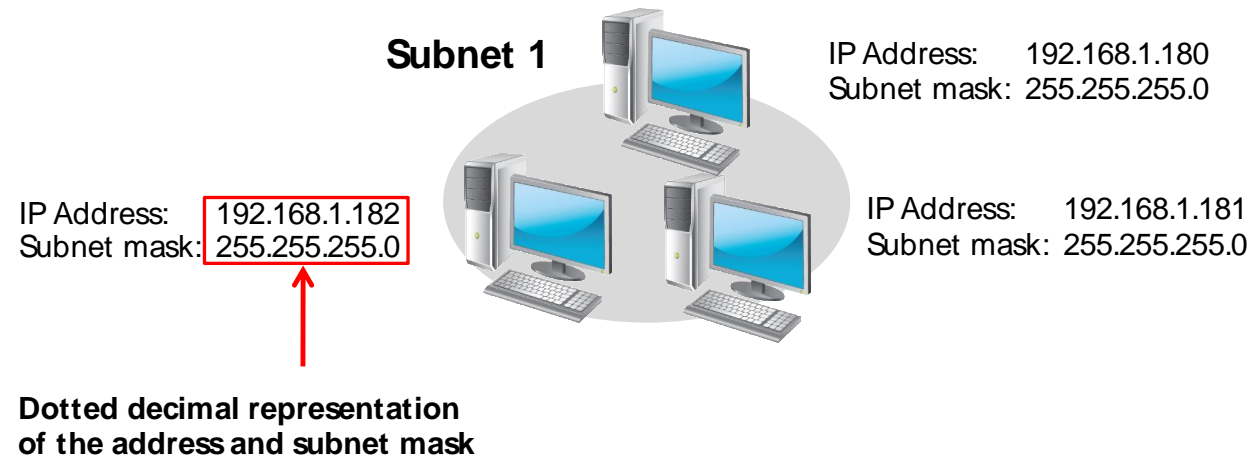 Subnet 1
IP Address: 192.168.1.180
Subnet mask: 255.255.255.0
IP Address: 192.168.1.182
Subnet mask: 255.255.255.0
IP Address: 192.168.1.181
Subnet mask: 255.255.255.0
Dotted decimal representation
of the address and subnet mask